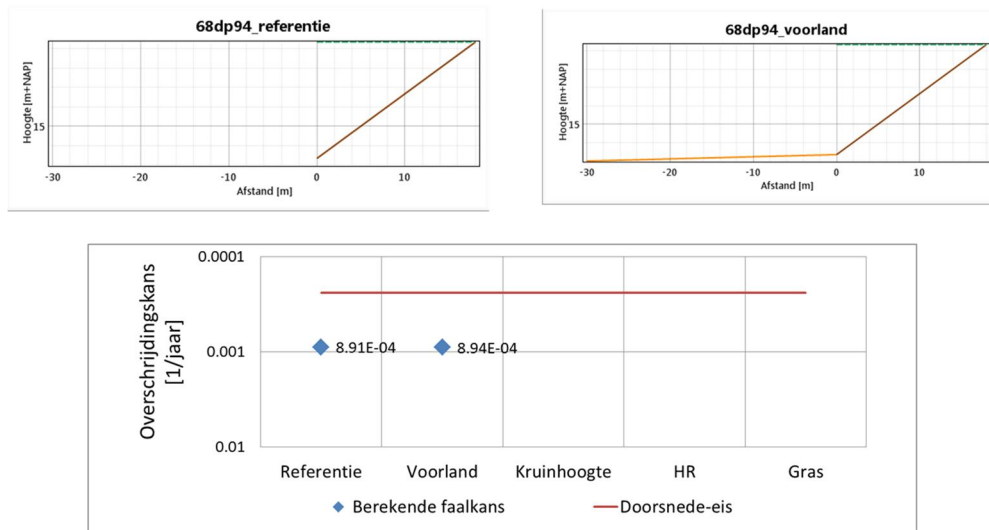 68dp94_referentie
Hoogte [m+NAP]
15
-30 -20 -10 0 10
Afstand [m]
68dp94_voorland
Hoogte [m+NAP]
15
-30 -20 -10 0 10
Afstand [m]
Overschrijdingskans
[1/jaar]
0.0001
0.001
0.01
8.91E-04
8.94E-04
Referentie Voorland Kruinhoogte HR Gras
Berekende faalkans Doorsnede-eis